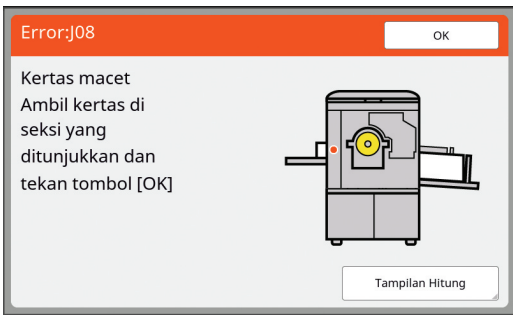 Error:J08
OK
Kertas macet
Ambil kertas di
seksi yang
ditunjukkan dan
tekan tombol [OK]
Tampilan Hitung